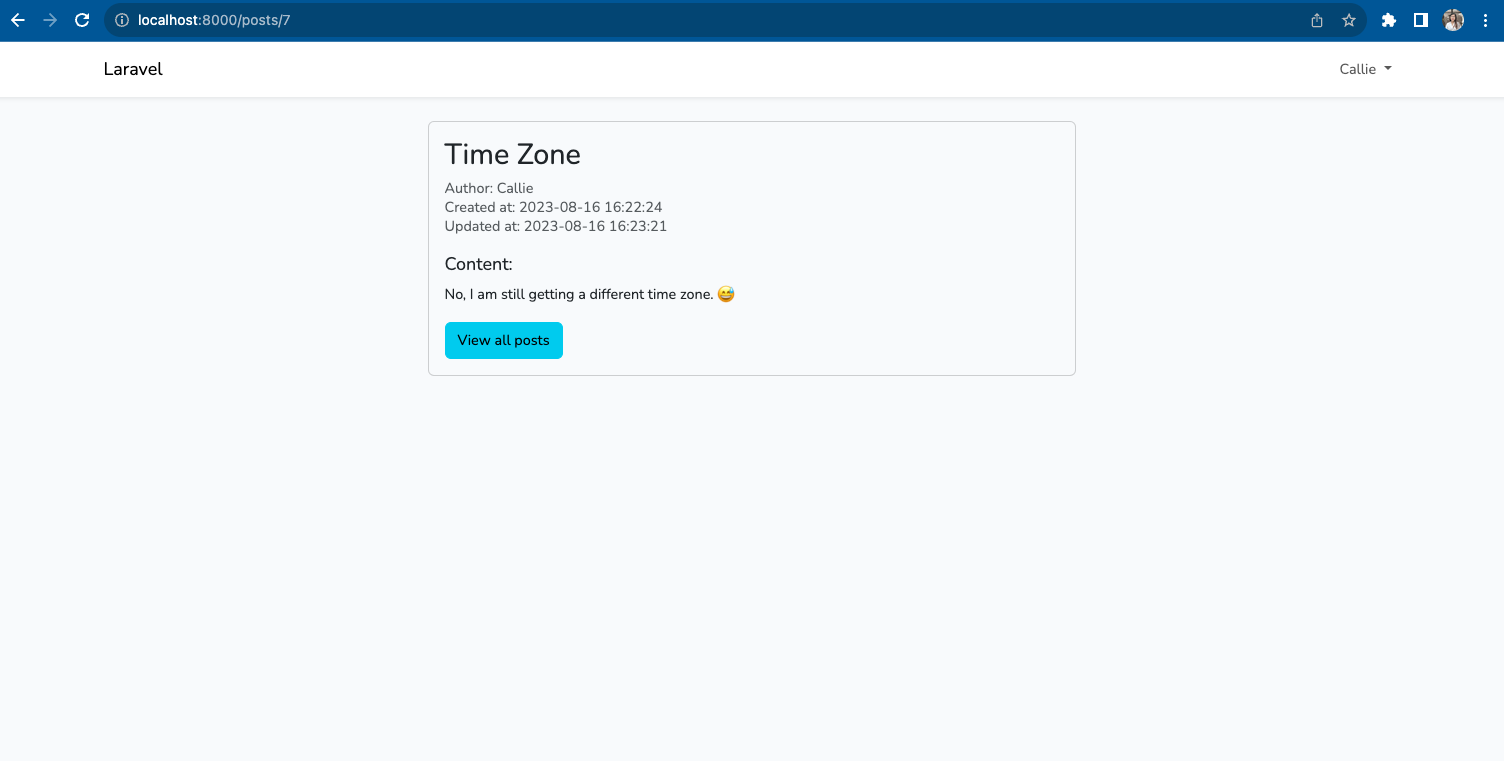 localhost:8000/posts/7
Laravel
Callie
Time Zone
Author: Callie
Created at: 2023-08-16 16:22:24
Updated at: 2023-08-16 16:23:21
Content:
No, I am still getting a different time zone. 😅
View all posts